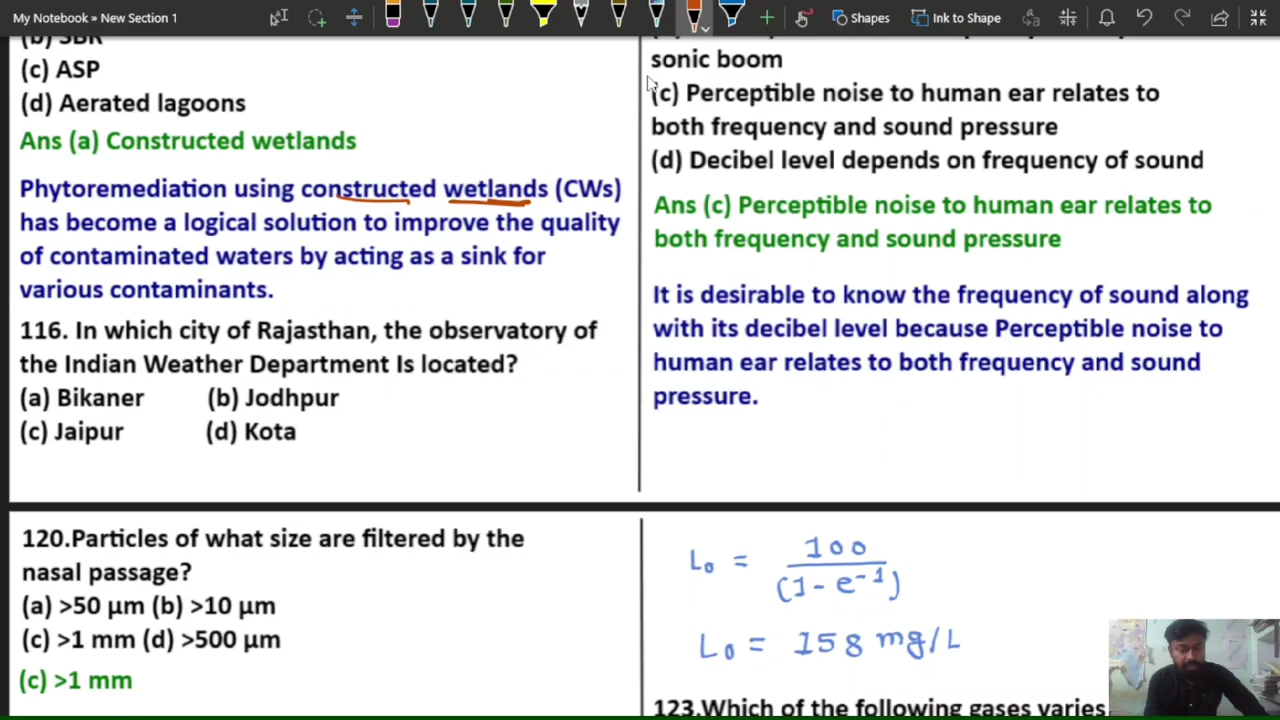 My Notebook » New Section 1
Shapes
Ink to Shape
(b) SBR
(c) ASP
(d) Aerated lagoons
Ans (a) Constructed wetlands
Phytoremediation using constructed wetlands (CWs)
has become a logical solution to improve the quality
of contaminated waters by acting as a sink for
various contaminants.
116. In which city of Rajasthan, the observatory of
the Indian Weather Department Is located?
(a) Bikaner (b) Jodhpur
(c) Jaipur (d) Kota
sonic boom
(c) Perceptible noise to human ear relates to
both frequency and sound pressure
(d) Decibel level depends on frequency of sound
Ans (c) Perceptible noise to human ear relates to
both frequency and sound pressure
It is desirable to know the frequency of sound along
with its decibel level because Perceptible noise to
human ear relates to both frequency and sound
pressure.
120.Particles of what size are filtered by the
nasal passage?
(a) >50 μm (b) >10 μm
(c) >1 mm (d) >500 μm
(c) >1 mm
L₀ = 100 / (1 - e⁻¹)
L₀ = 158 mg/L
123.Which of the following gases varies